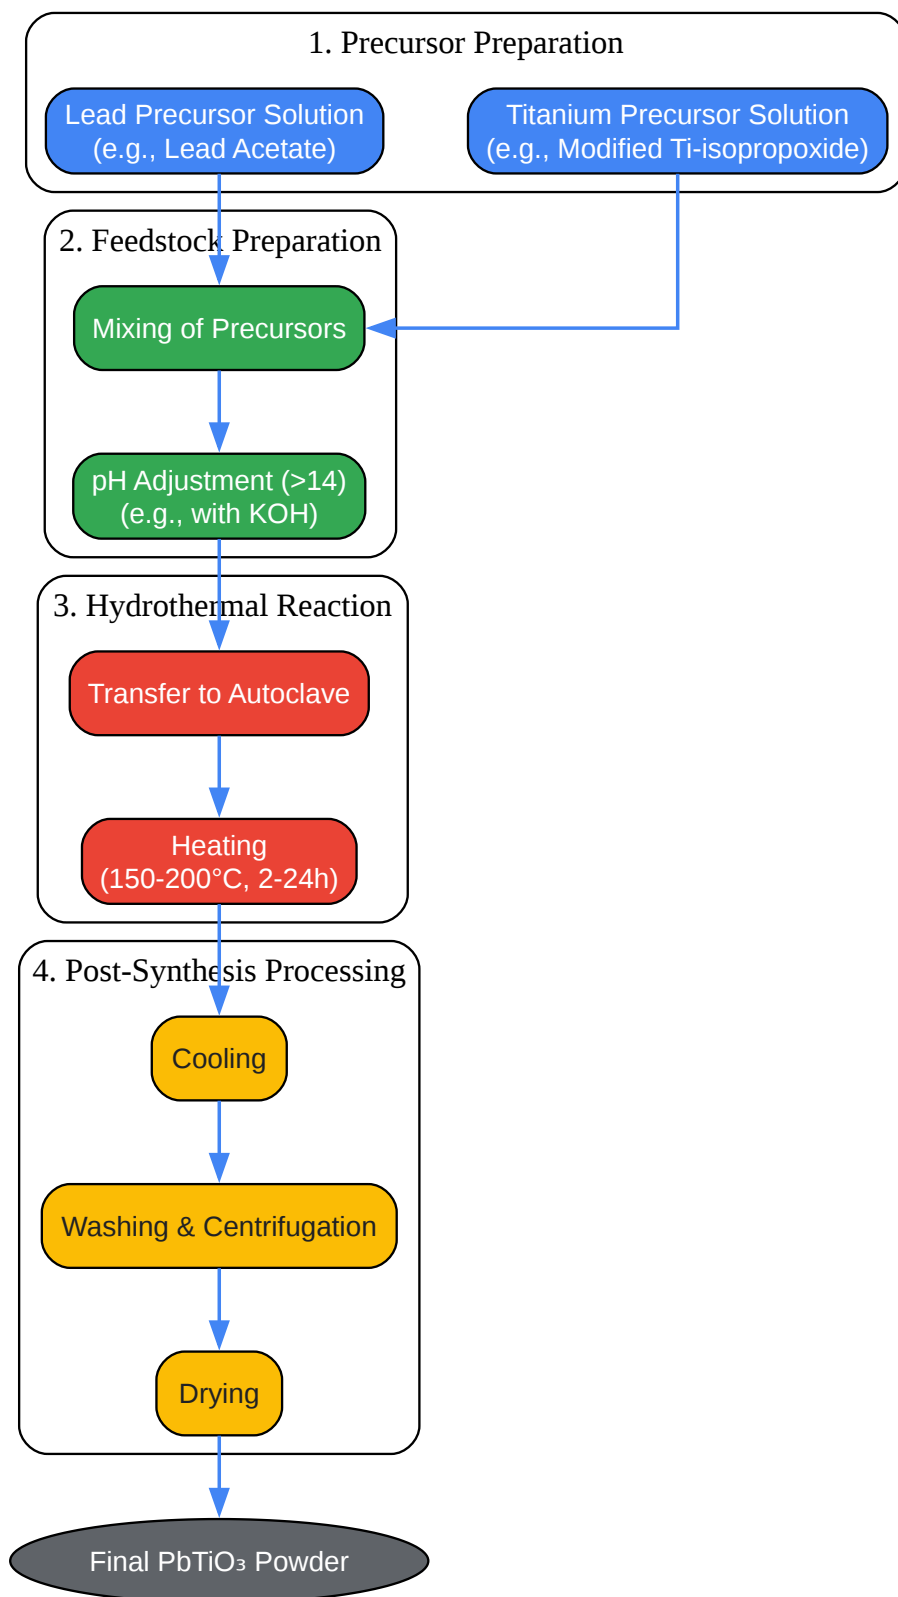 1. Precursor Preparation
Lead Precursor Solution
(e.g., Lead Acetate)
Titanium Precursor Solution
(e.g., Modified Ti-isopropoxide)
2. Feedstock Preparation
Mixing of Precursors
pH Adjustment (>14)
(e.g., with KOH)
3. Hydrothermal Reaction
Transfer to Autoclave
Heating
(150-200°C, 2-24h)
4. Post-Synthesis Processing
Cooling
Washing & Centrifugation
Drying
Final PbTiO₃ Powder